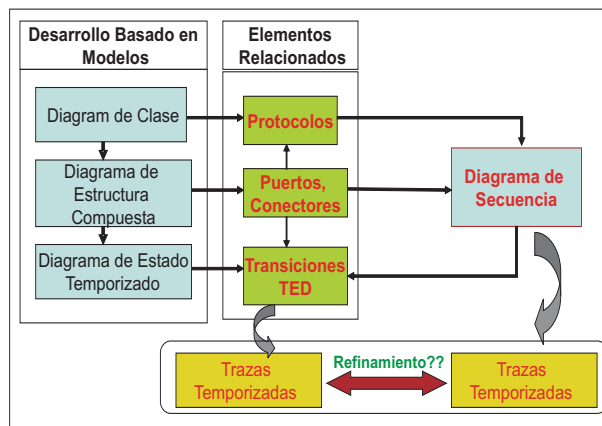 Desarrollo Basado en
Modelos
Elementos
Relacionados
Diagram de Clase
Protocolos
Diagrama de
Estructura
Compuesta
Puertos,
Conectores
Diagrama de
Secuencia
Diagrama de Estado
Temporizado
Transiciones
TED
Refinamiento??
Trazas
Temporizadas
Trazas
Temporizadas